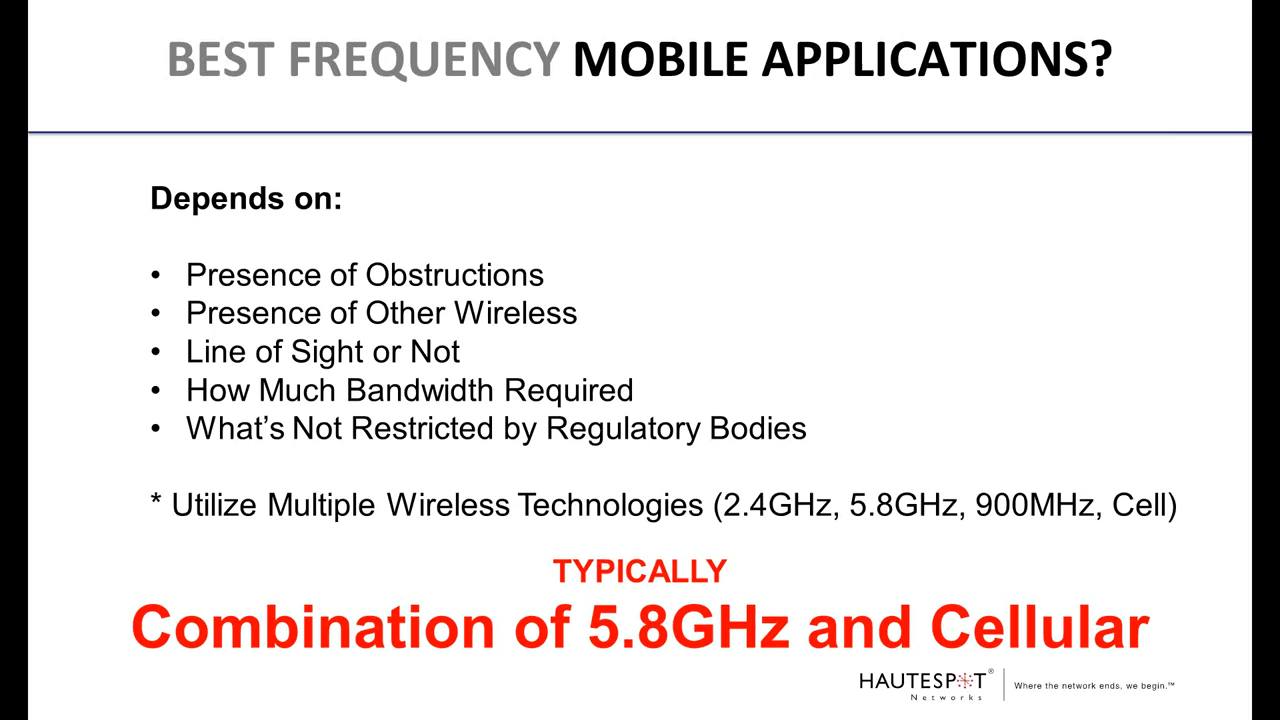 BEST FREQUENCY MOBILE APPLICATIONS?
Depends on:
• Presence of Obstructions
• Presence of Other Wireless
• Line of Sight or Not
• How Much Bandwidth Required
• What’s Not Restricted by Regulatory Bodies
* Utilize Multiple Wireless Technologies (2.4GHz, 5.8GHz, 900MHz, Cell)
TYPICALLY
Combination of 5.8GHz and Cellular
HAUTESPOT®
Networks
Where the network ends, we begin.™